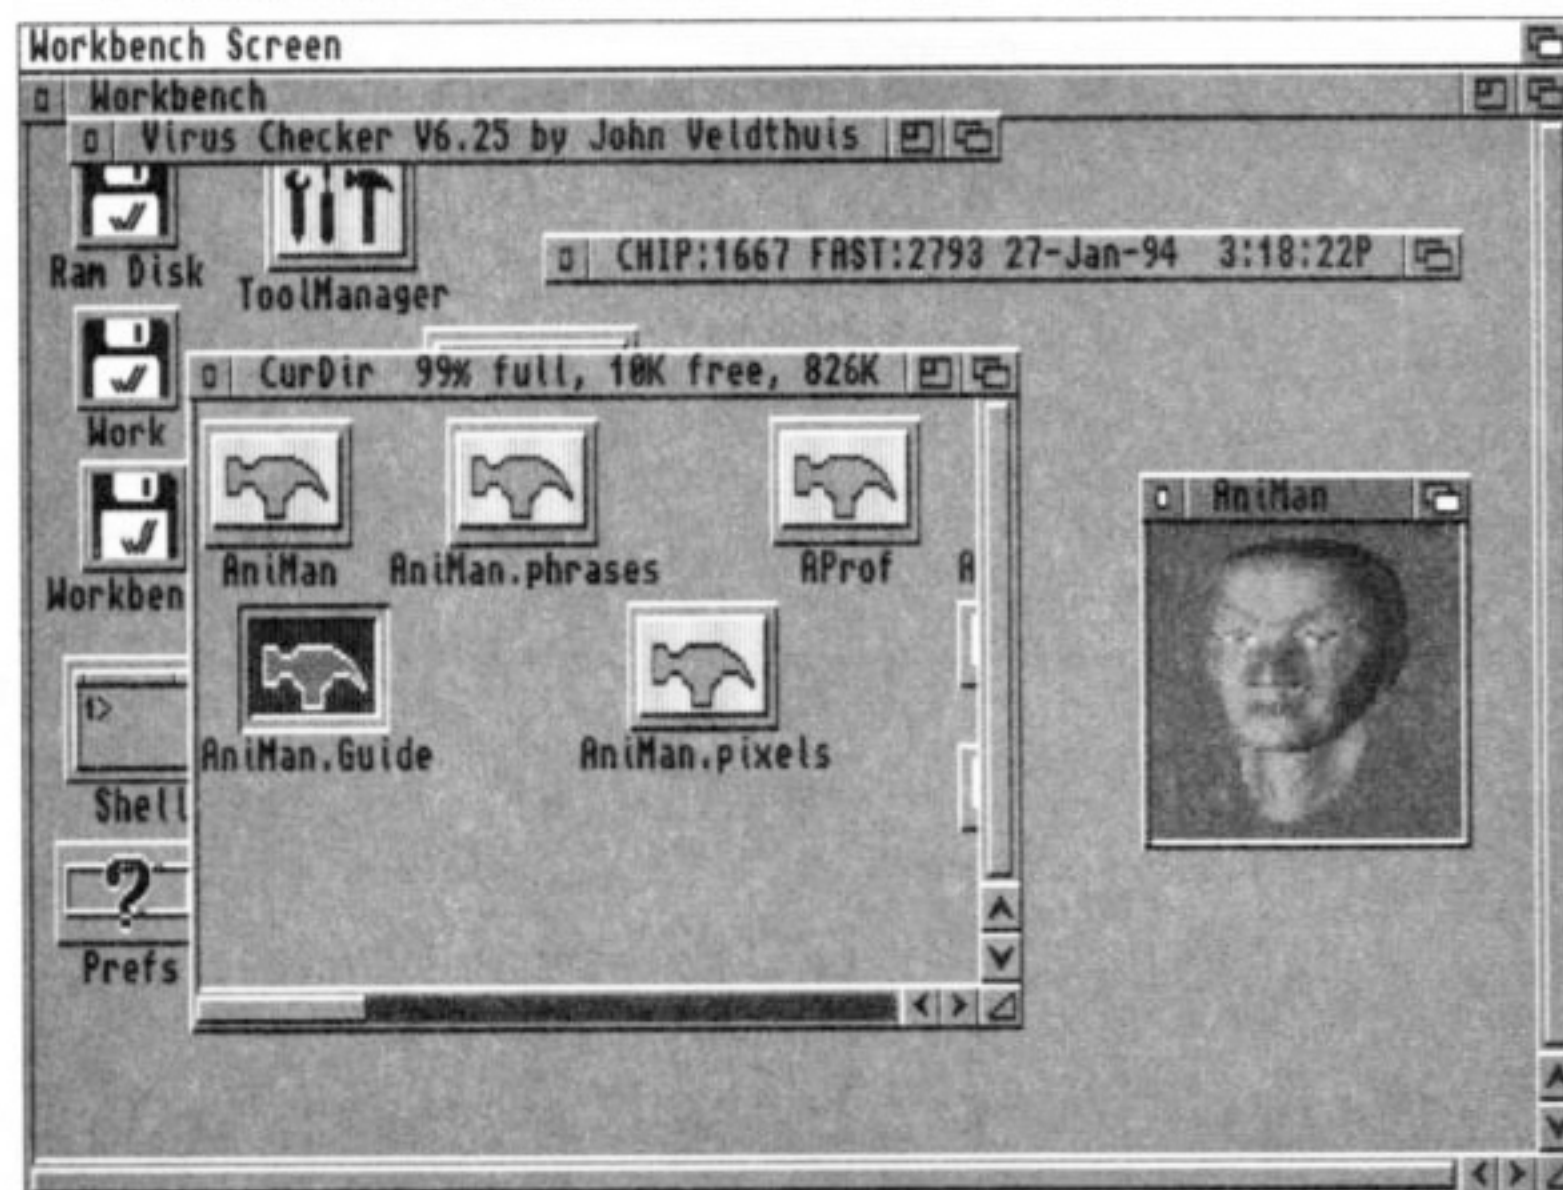 Workbench Screen
Workbench
Virus Checker V6.25 by John Veldthuis
CHIP:1667 FAST:2793 27-Jan-94 3:18:22P
Ram Disk
ToolManager
CurDir 99% full, 10K free, 826K
Work
AniMan
AniMan
AniMan.phrases
AProf
A
Workben
AniMan.Guide
AniMan.pixels
1>
Shell
?
Prefs